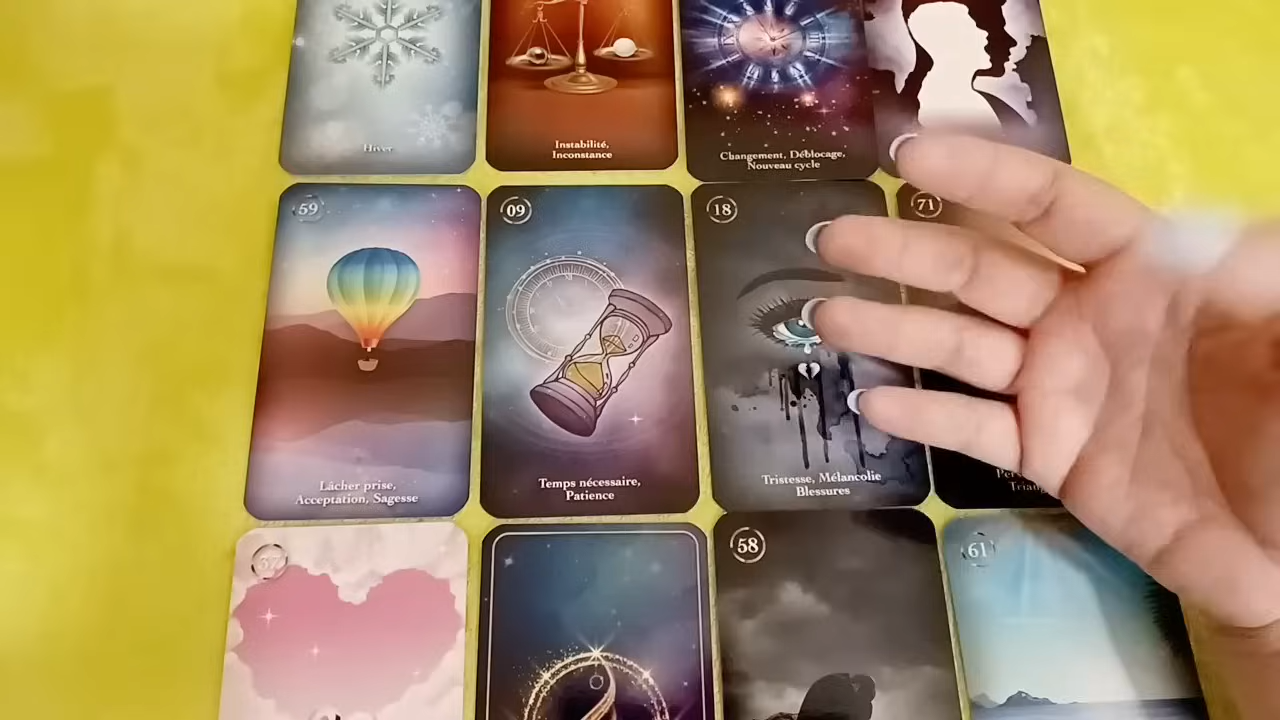 Hiver
Instabilité,
Inconstance
Changement, Déblocage,
Nouveau cycle
59
09
18
71
Lâcher prise,
Acceptation, Sagesse
Temps nécessaire,
Patience
Tristesse, Mélancolie
Blessures
37
58
61